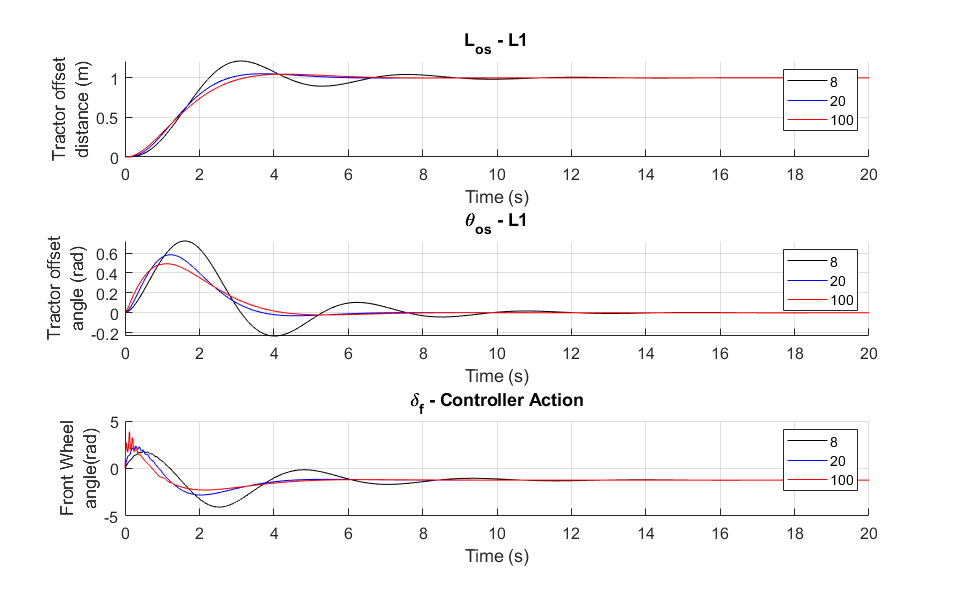 Los - L1
Tractor offset
distance (m)
1
0.5
0
8
20
100
0 2 4 6 8 10 12 14 16 18 20
Time (s)
θos - L1
Tractor offset
angle (rad)
0.6
0.4
0.2
0
-0.2
8
20
100
0 2 4 6 8 10 12 14 16 18 20
Time (s)
δf - Controller Action
Front Wheel
angle(rad)
5
0
-5
8
20
100
0 2 4 6 8 10 12 14 16 18 20
Time (s)